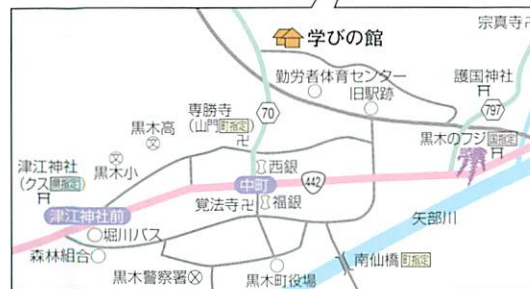 宗真寺卍
学びの館
勤労者体育センター
旧駅跡
護国神社
797
70
専勝寺
(山門町指定)
卍
黒木高
黒木のフジ国指定
津江神社
(クス県指定)
黒木小
西銀
中町
442
津江神社前
覚法寺卍
福銀
矢部川
堀川バス
森林組合
黒木警察署
黒木町役場
南仙橋町指定